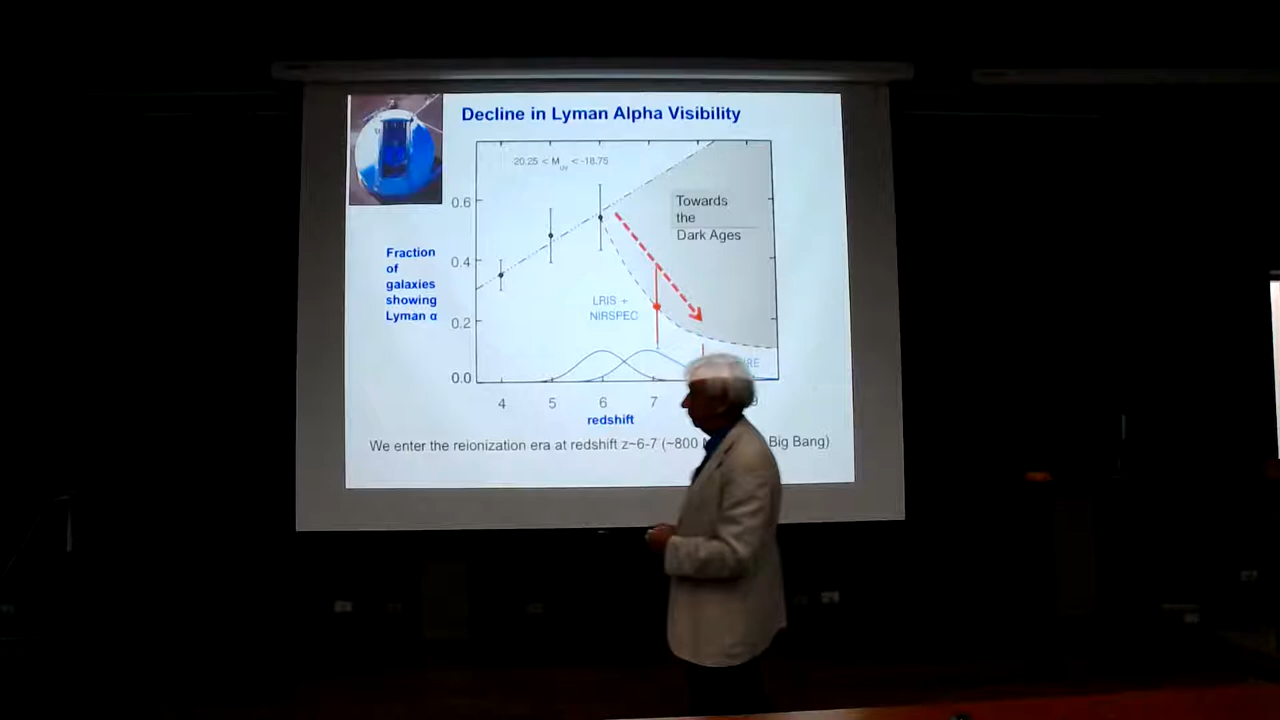 Decline in Lyman Alpha Visibility
20.25 < M_UV < -18.75
Towards
the
Dark Ages
Fraction
of
galaxies
showing
Lyman α
0.6
0.4
0.2
0.0
LRIS +
NIRSPEC
4 5 6 7
redshift
We enter the reionization era at redshift z~6-7 (~800 Big Bang)